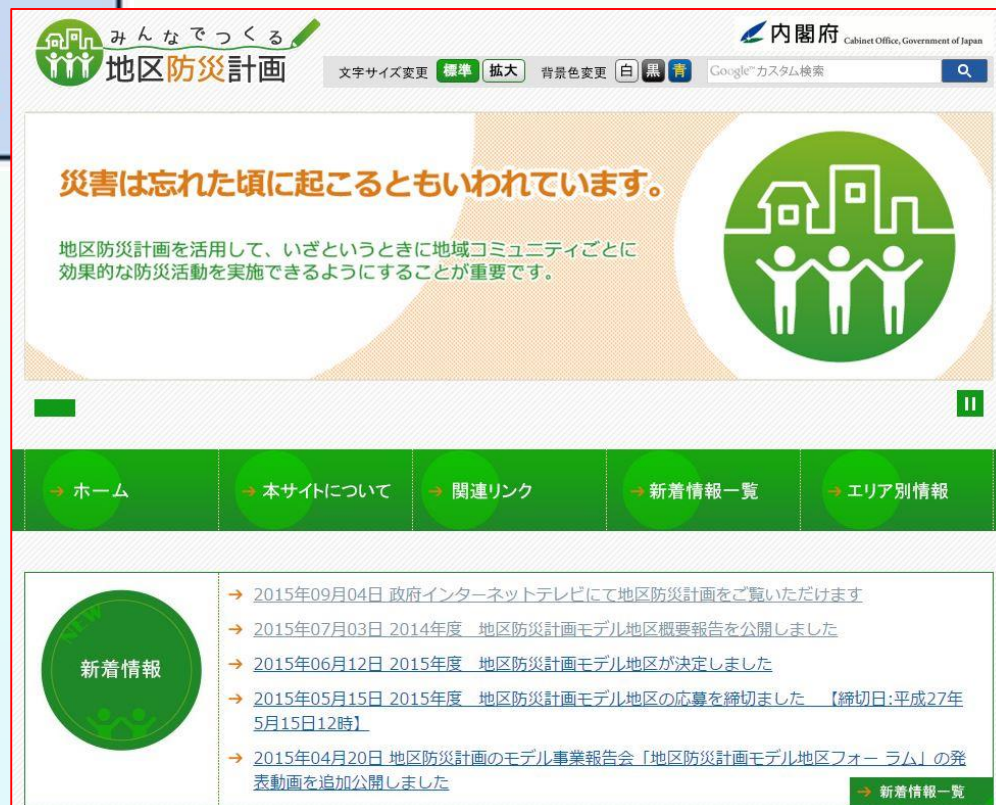 みんなでつくる
地区防災計画
内閣府 Cabinet Office, Government of Japan
文字サイズ変更 標準 拡大 背景色変更 白 黒 青 Google™ カスタム検索
災害は忘れた頃に起こるともいわれています。
地区防災計画を活用して、いざというときに地域コミュニティごとに
効果的な防災活動を実施できるようにすることが重要です。
→ ホーム → 本サイトについて → 関連リンク → 新着情報一覧 → エリア別情報
NEW
新着情報
→ 2015年09月04日 政府インターネットテレビにて地区防災計画をご覧いただけます
→ 2015年07月03日 2014年度 地区防災計画モデル地区概要報告を公開しました
→ 2015年06月12日 2015年度 地区防災計画モデル地区が決定しました
→ 2015年05月15日 2015年度 地区防災計画モデル地区の応募を締切ました 【締切日:平成27年
5月15日12時】
→ 2015年04月20日 地区防災計画のモデル事業報告会「地区防災計画モデル地区フォー ラム」の発
表動画を追加公開しました
→ 新着情報一覧